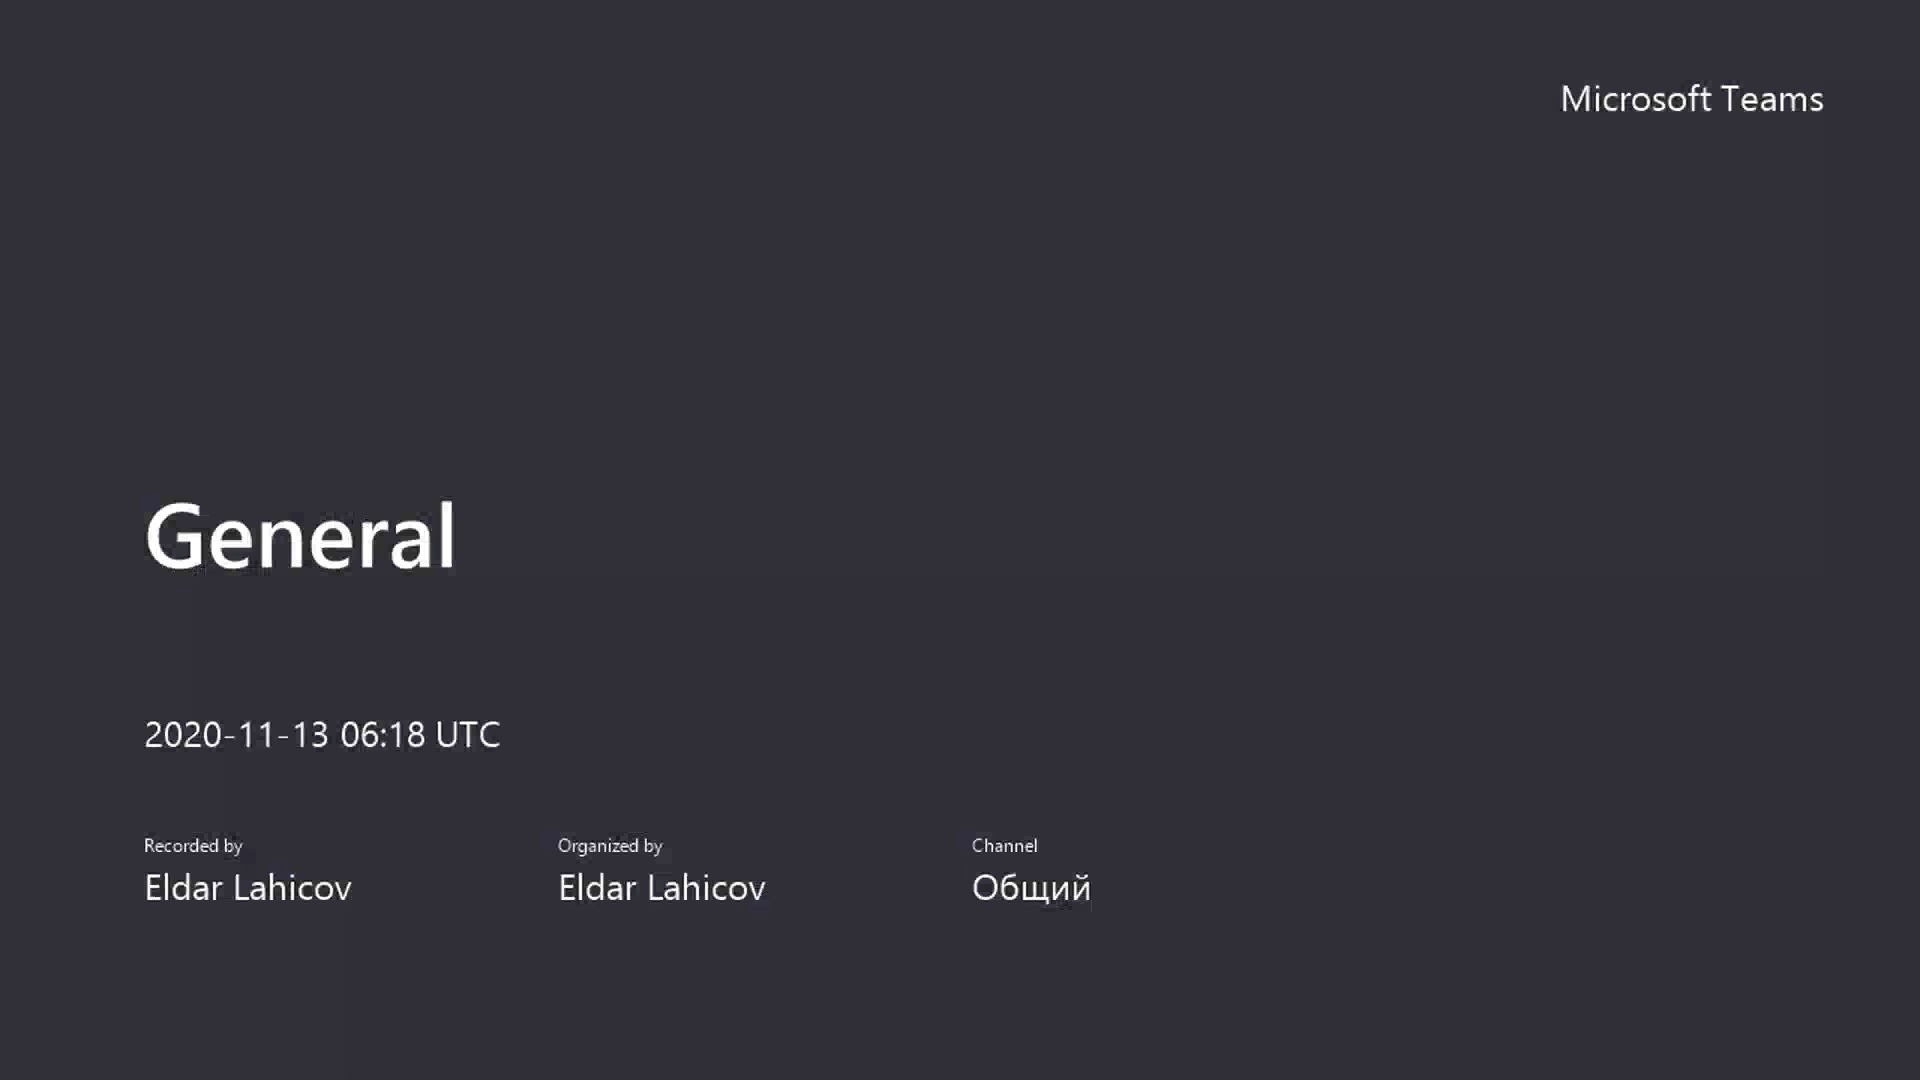 Microsoft Teams
General
2020-11-13 06:18 UTC
Recorded by
Eldar Lahicov
Organized by
Eldar Lahicov
Channel
Общий